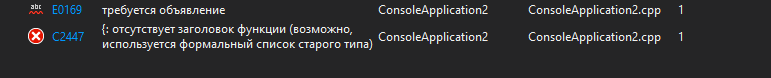 abc E0169 требуется объявление ConsoleApplication2 ConsoleApplication2.cpp 1
C2447 {: отсутствует заголовок функции (возможно, ConsoleApplication2 ConsoleApplication2.cpp 1
используется формальный список старого типа)